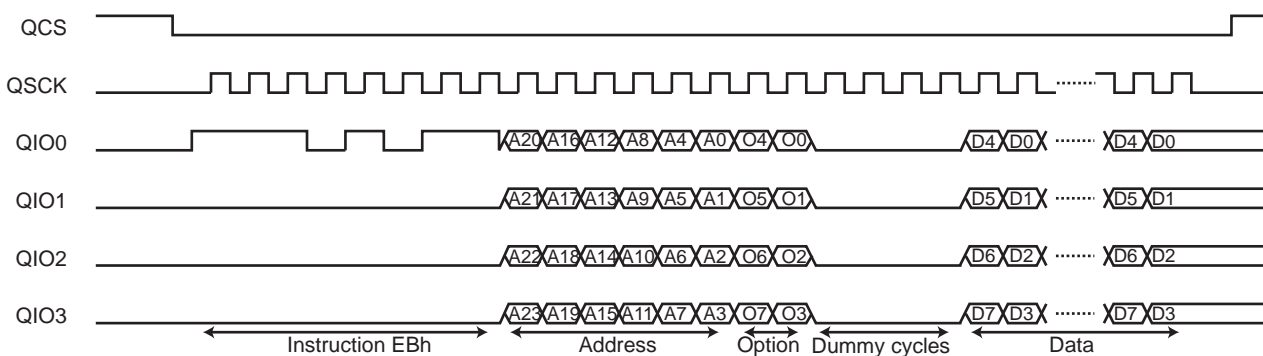 QCS
QSCK
QIO0 A20 A16 A12 A8 A4 A0 O4 O0 D4 D0 D4 D0
QIO1 A21 A17 A13 A9 A5 A1 O5 O1 D5 D1 D5 D1
QIO2 A22 A18 A14 A10 A6 A2 O6 O2 D6 D2 D6 D2
QIO3 A23 A19 A15 A11 A7 A3 O7 O3 D7 D3 D7 D3
Instruction EBh Address Option Dummy cycles Data